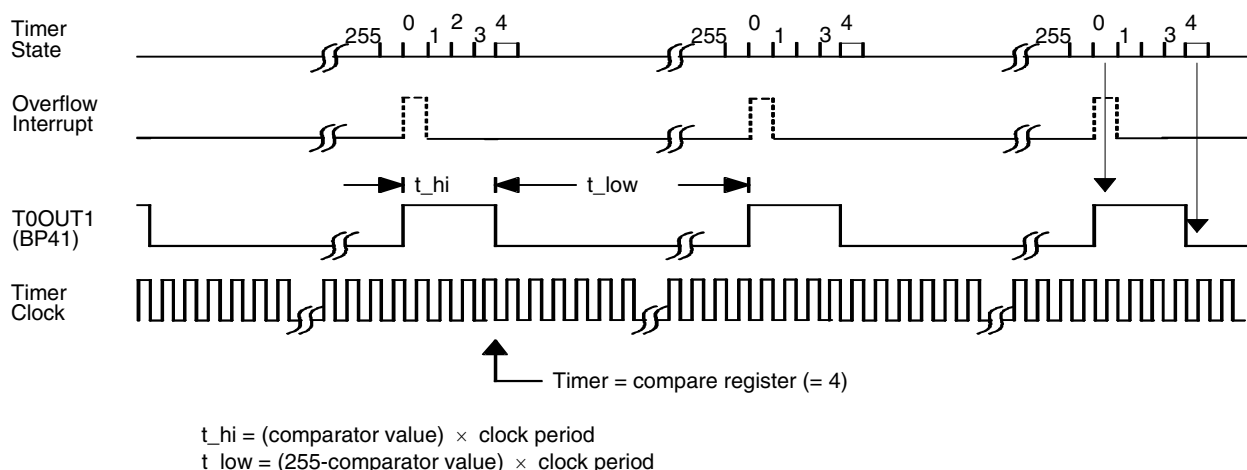 Timer
State
255 0 1 2 3 4 255 0 1 3 4 255 0 1 3 4
Overflow
Interrupt
t_hi t_low
T0OUT1
(BP41)
Timer
Clock
Timer = compare register (= 4)
t_hi = (comparator value) × clock period
t_low = (255-comparator value) × clock period